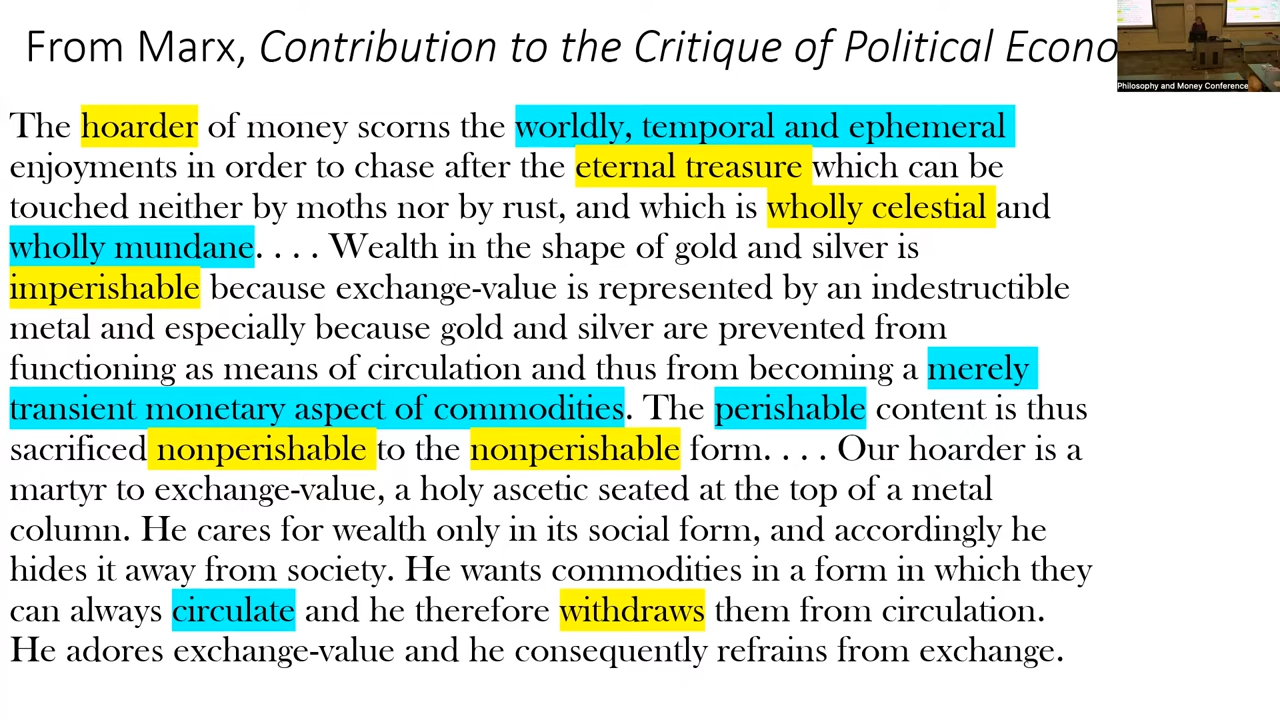 From Marx, Contribution to the Critique of Political Econo
Philosophy and Money Conference
The hoarder of money scorns the worldly, temporal and ephemeral
enjoyments in order to chase after the eternal treasure which can be
touched neither by moths nor by rust, and which is wholly celestial and
wholly mundane. . . . Wealth in the shape of gold and silver is
imperishable because exchange-value is represented by an indestructible
metal and especially because gold and silver are prevented from
functioning as means of circulation and thus from becoming a merely
transient monetary aspect of commodities. The perishable content is thus
sacrificed nonperishable to the nonperishable form. . . . Our hoarder is a
martyr to exchange-value, a holy ascetic seated at the top of a metal
column. He cares for wealth only in its social form, and accordingly he
hides it away from society. He wants commodities in a form in which they
can always circulate and he therefore withdraws them from circulation.
He adores exchange-value and he consequently refrains from exchange.